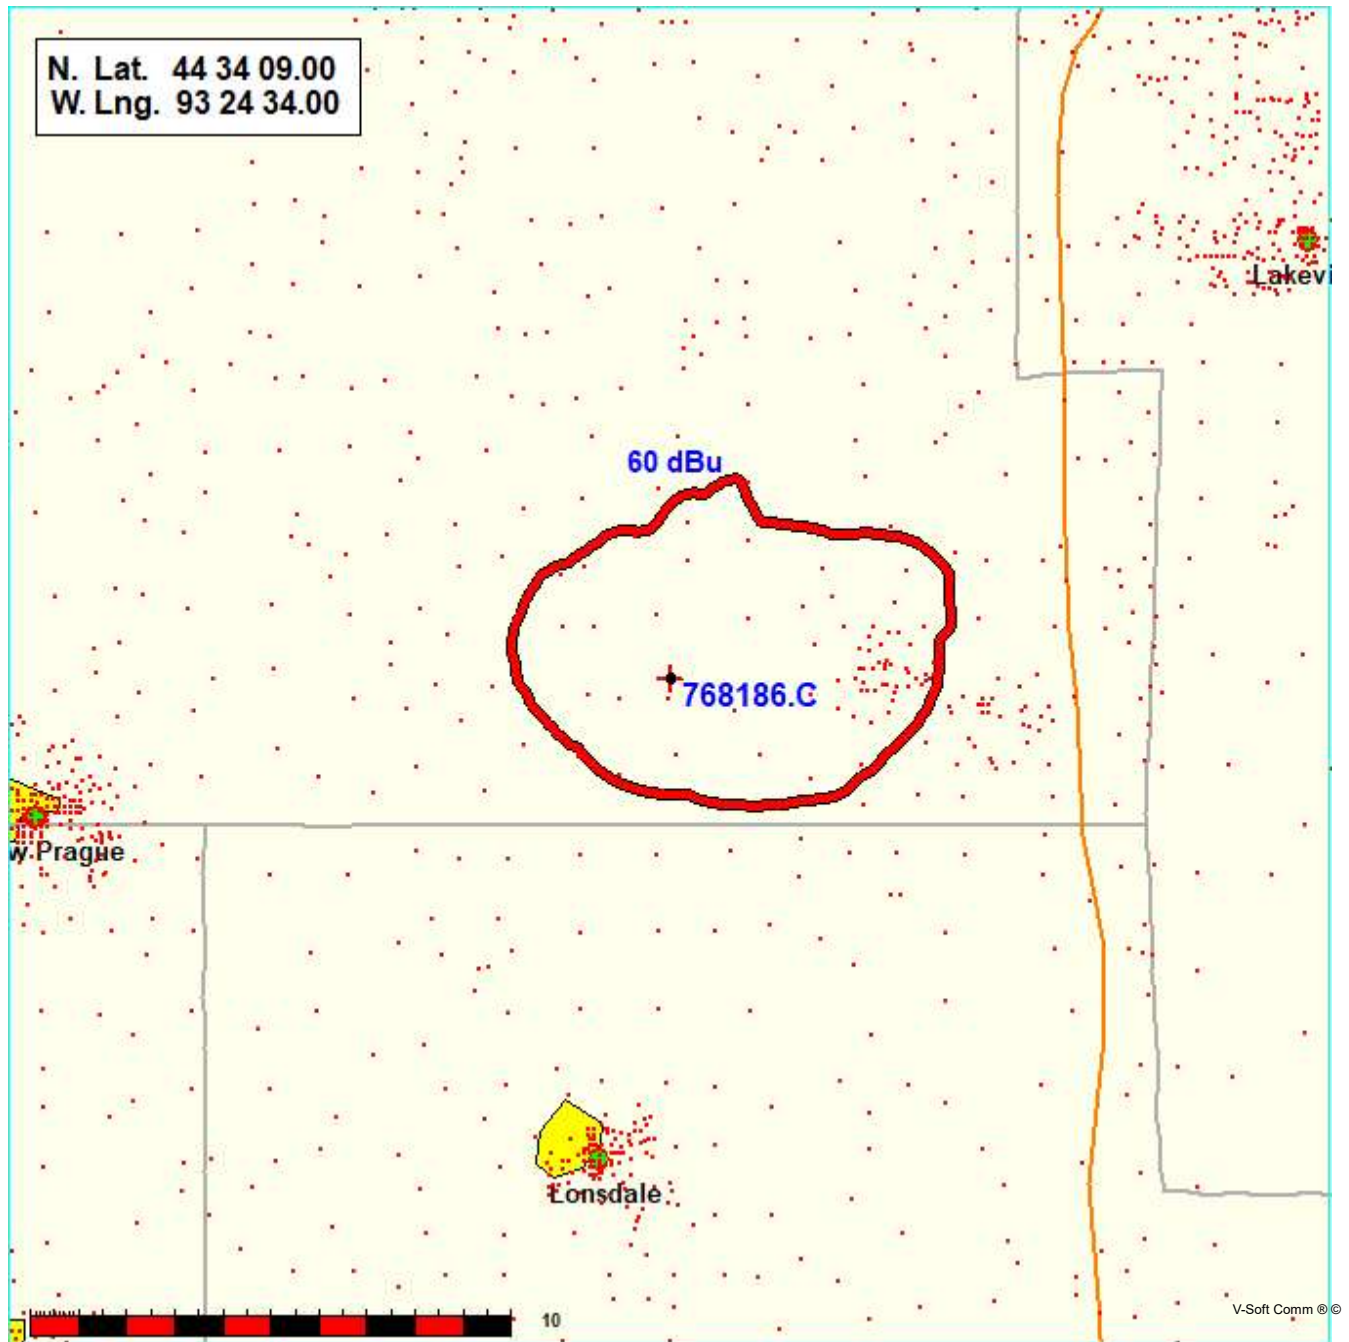 N. Lat. 44 34 09.00
W. Lng. 93 24 34.00
Lakevi
60 dBu
768186.C
w Prague
Lonsdale
10
V-Soft Comm ® ©